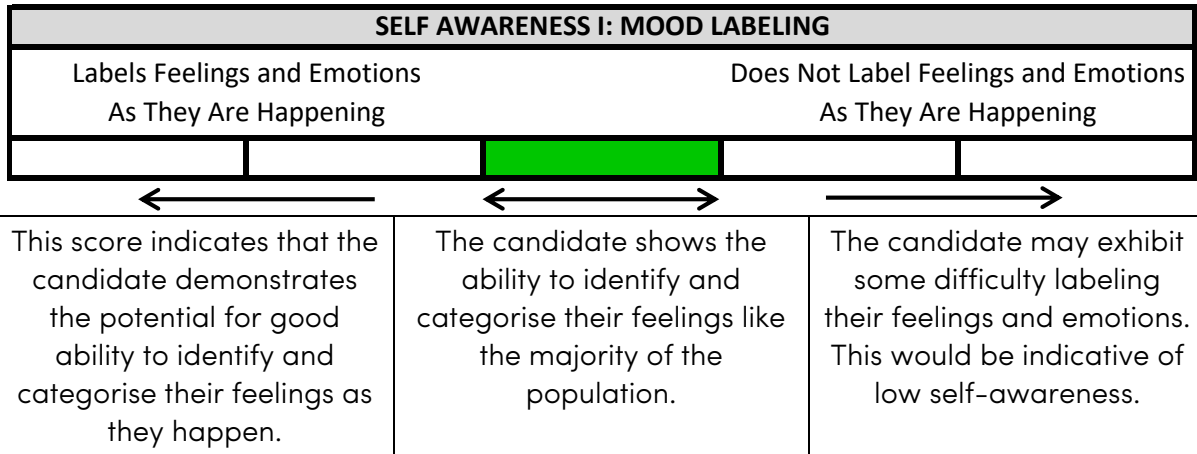 SELF AWARENESS I: MOOD LABELING
Labels Feelings and Emotions
As They Are Happening
Does Not Label Feelings and Emotions
As They Are Happening
This score indicates that the
candidate demonstrates
the potential for good
ability to identify and
categorise their feelings as
they happen.
The candidate shows the
ability to identify and
categorise their feelings like
the majority of the
population.
The candidate may exhibit
some difficulty labeling
their feelings and emotions.
This would be indicative of
low self-awareness.